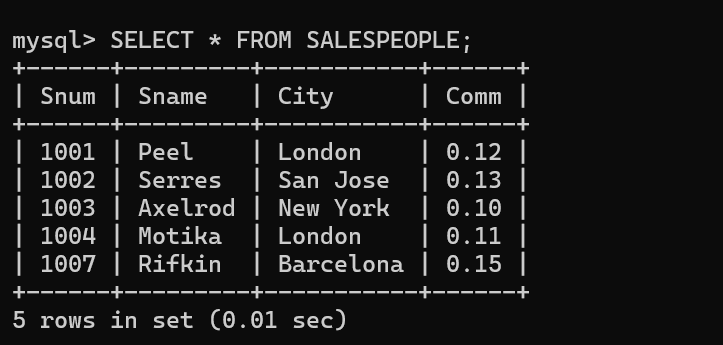 mysql> SELECT * FROM SALESPEOPLE;
+------+---------+-----------+------+
| Snum | Sname   | City      | Comm |
+------+---------+-----------+------+
| 1001 | Peel    | London    | 0.12 |
| 1002 | Serres  | San Jose  | 0.13 |
| 1003 | Axelrod | New York  | 0.10 |
| 1004 | Motika  | London    | 0.11 |
| 1007 | Rifkin  | Barcelona | 0.15 |
+------+---------+-----------+------+
5 rows in set (0.01 sec)